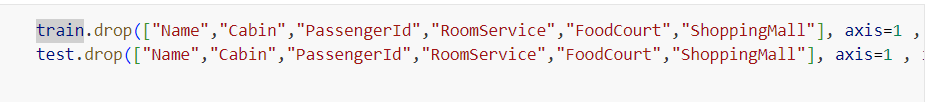 train.drop(["Name","Cabin","PassengerId","RoomService","FoodCourt","ShoppingMall"], axis=1 ,
test.drop(["Name","Cabin","PassengerId","RoomService","FoodCourt","ShoppingMall"], axis=1 ,